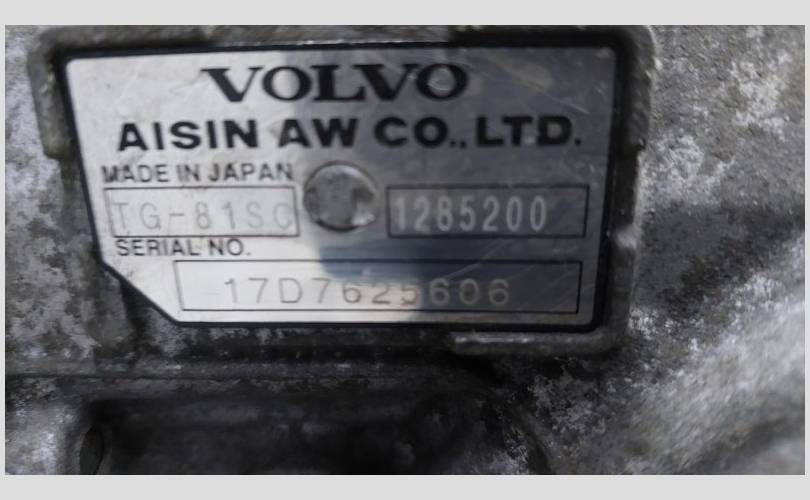 VOLVO
AISIN AW CO., LTD.
MADE IN JAPAN
TG-81SC 1285200
SERIAL NO.
17D7625606